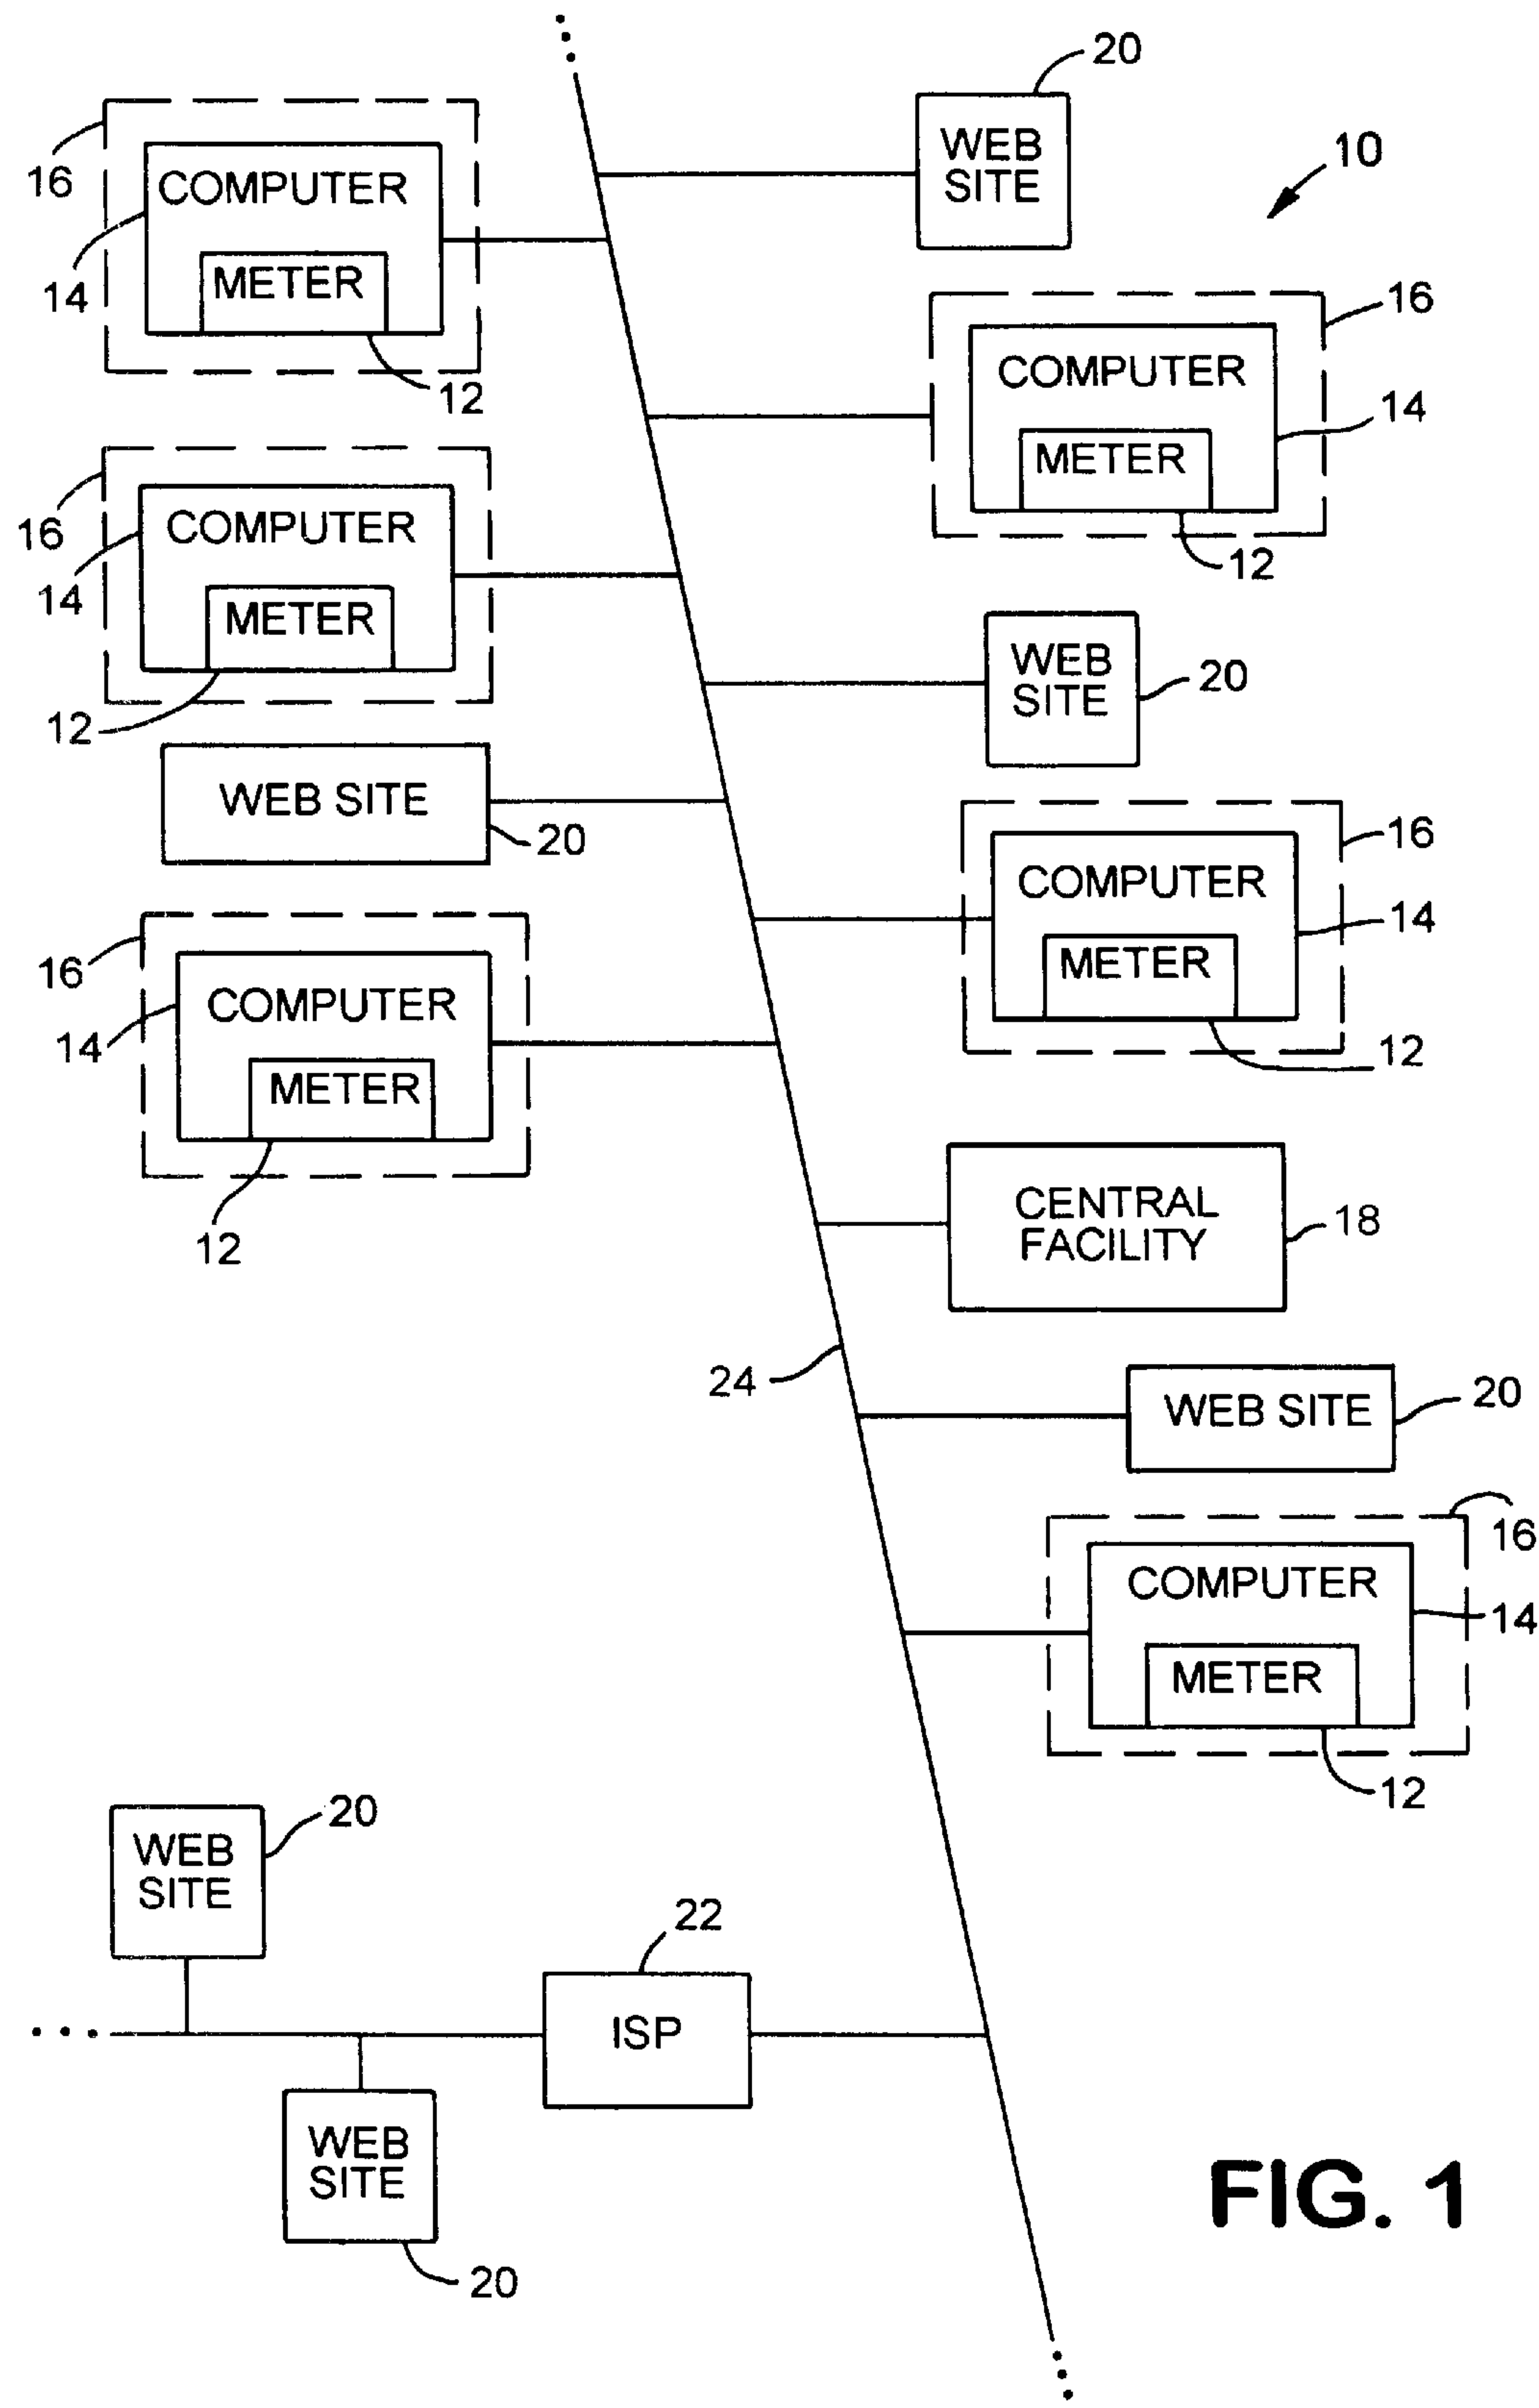 20
WEB
SITE
10
16
COMPUTER
14
METER
12
16
COMPUTER
14
METER
12
16
COMPUTER
14
METER
12
WEB
SITE
20
WEB SITE
20
16
COMPUTER
14
METER
12
16
COMPUTER
14
METER
12
CENTRAL
FACILITY
18
24
WEB SITE
20
16
COMPUTER
14
METER
12
20
WEB
SITE
22
ISP
WEB
SITE
20
FIG. 1